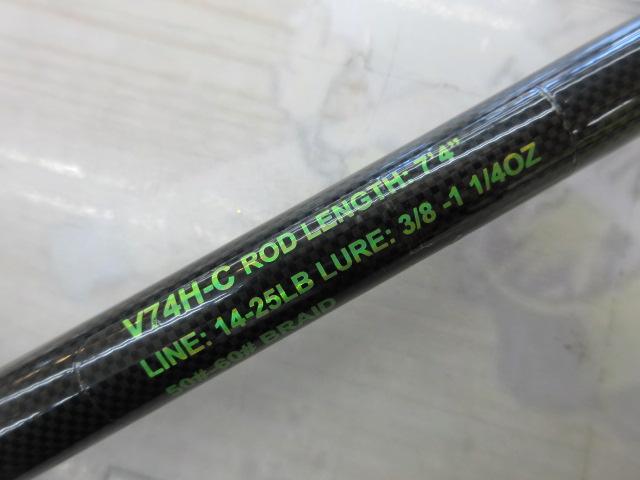 V74H-C ROD LENGTH: 7'4"
LINE: 14-25LB LURE: 3/8 -1 1/4OZ
50#-60# BRAID